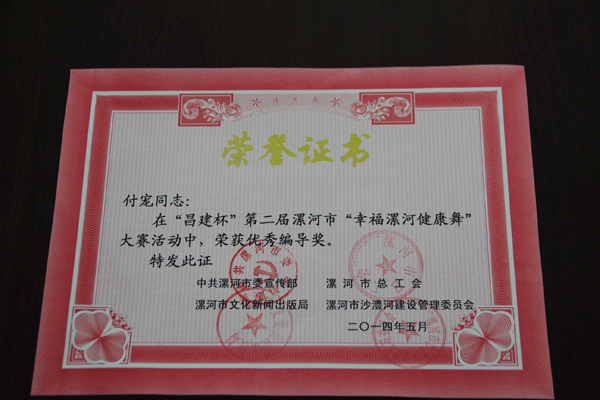 荣誉证书
付宠同志：
在“昌建杯”第二届漯河市“幸福漯河健康舞”
大赛活动中，荣获优秀编导奖。
特发此证
中共漯河市委宣传部 漯河市总工会
漯河市文化新闻出版局 漯河市沙澧河建设管理委员会
二〇一四年五月